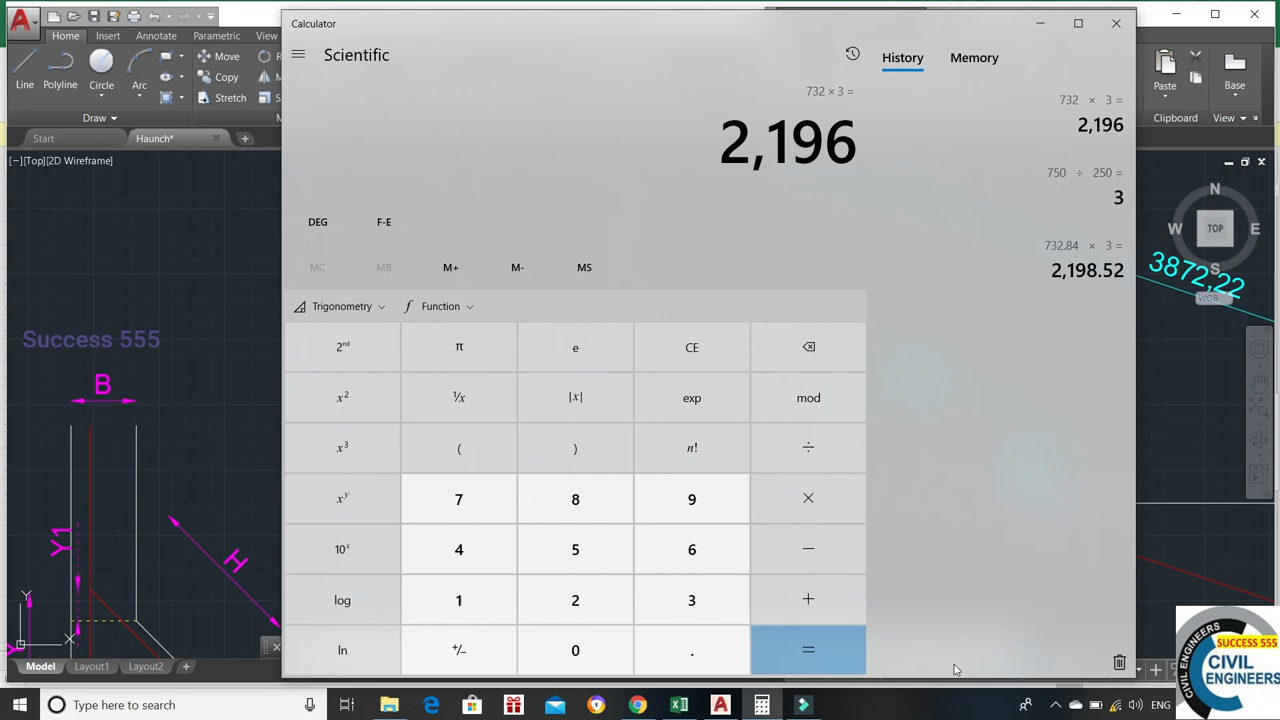 Calculator
Home
Insert
Annotate
Parametric
View
Line
Polyline
Circle
Arc
Move
Copy
Stretch
Draw
Start
Haunch*
[−][Top][2D Wireframe]
Success 555
B
Y1
H
Y
X
Model
Layout1
Layout2
Scientific
History
Memory
732 × 3 =
2,196
732 × 3 =
2,196
750 ÷ 250 =
3
732.84 × 3 =
2,198.52
DEG
F-E
MC
MR
M+
M-
MS
Trigonometry
f Function
2nd
π
e
CE
x2
1/x
|x|
exp
mod
x3
(
)
n!
÷
xy
7
8
9
×
10x
4
5
6
−
log
1
2
3
+
ln
+/−
0
.
=
Paste
Base
Clipboard
View
N
W
TOP
E
S
WCS
3872,22
CIVIL ENGINEERS
SUCCESS 555
CIVIL
ENGINEERS
Type here to search
ENG